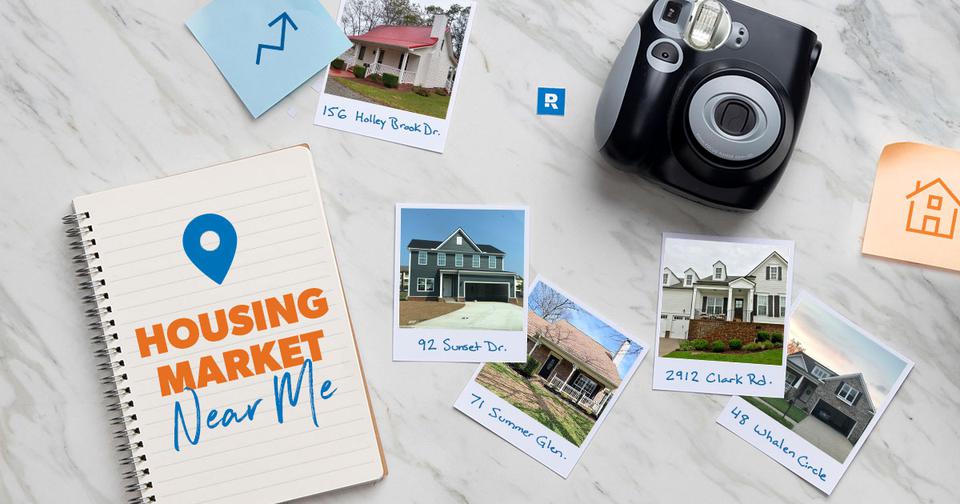 156 Holley Brook Dr.
R
HOUSING
MARKET
Near Me
92 Sunset Dr.
71 Summer Glen.
2912 Clark Rd.
48 Whalen Circle